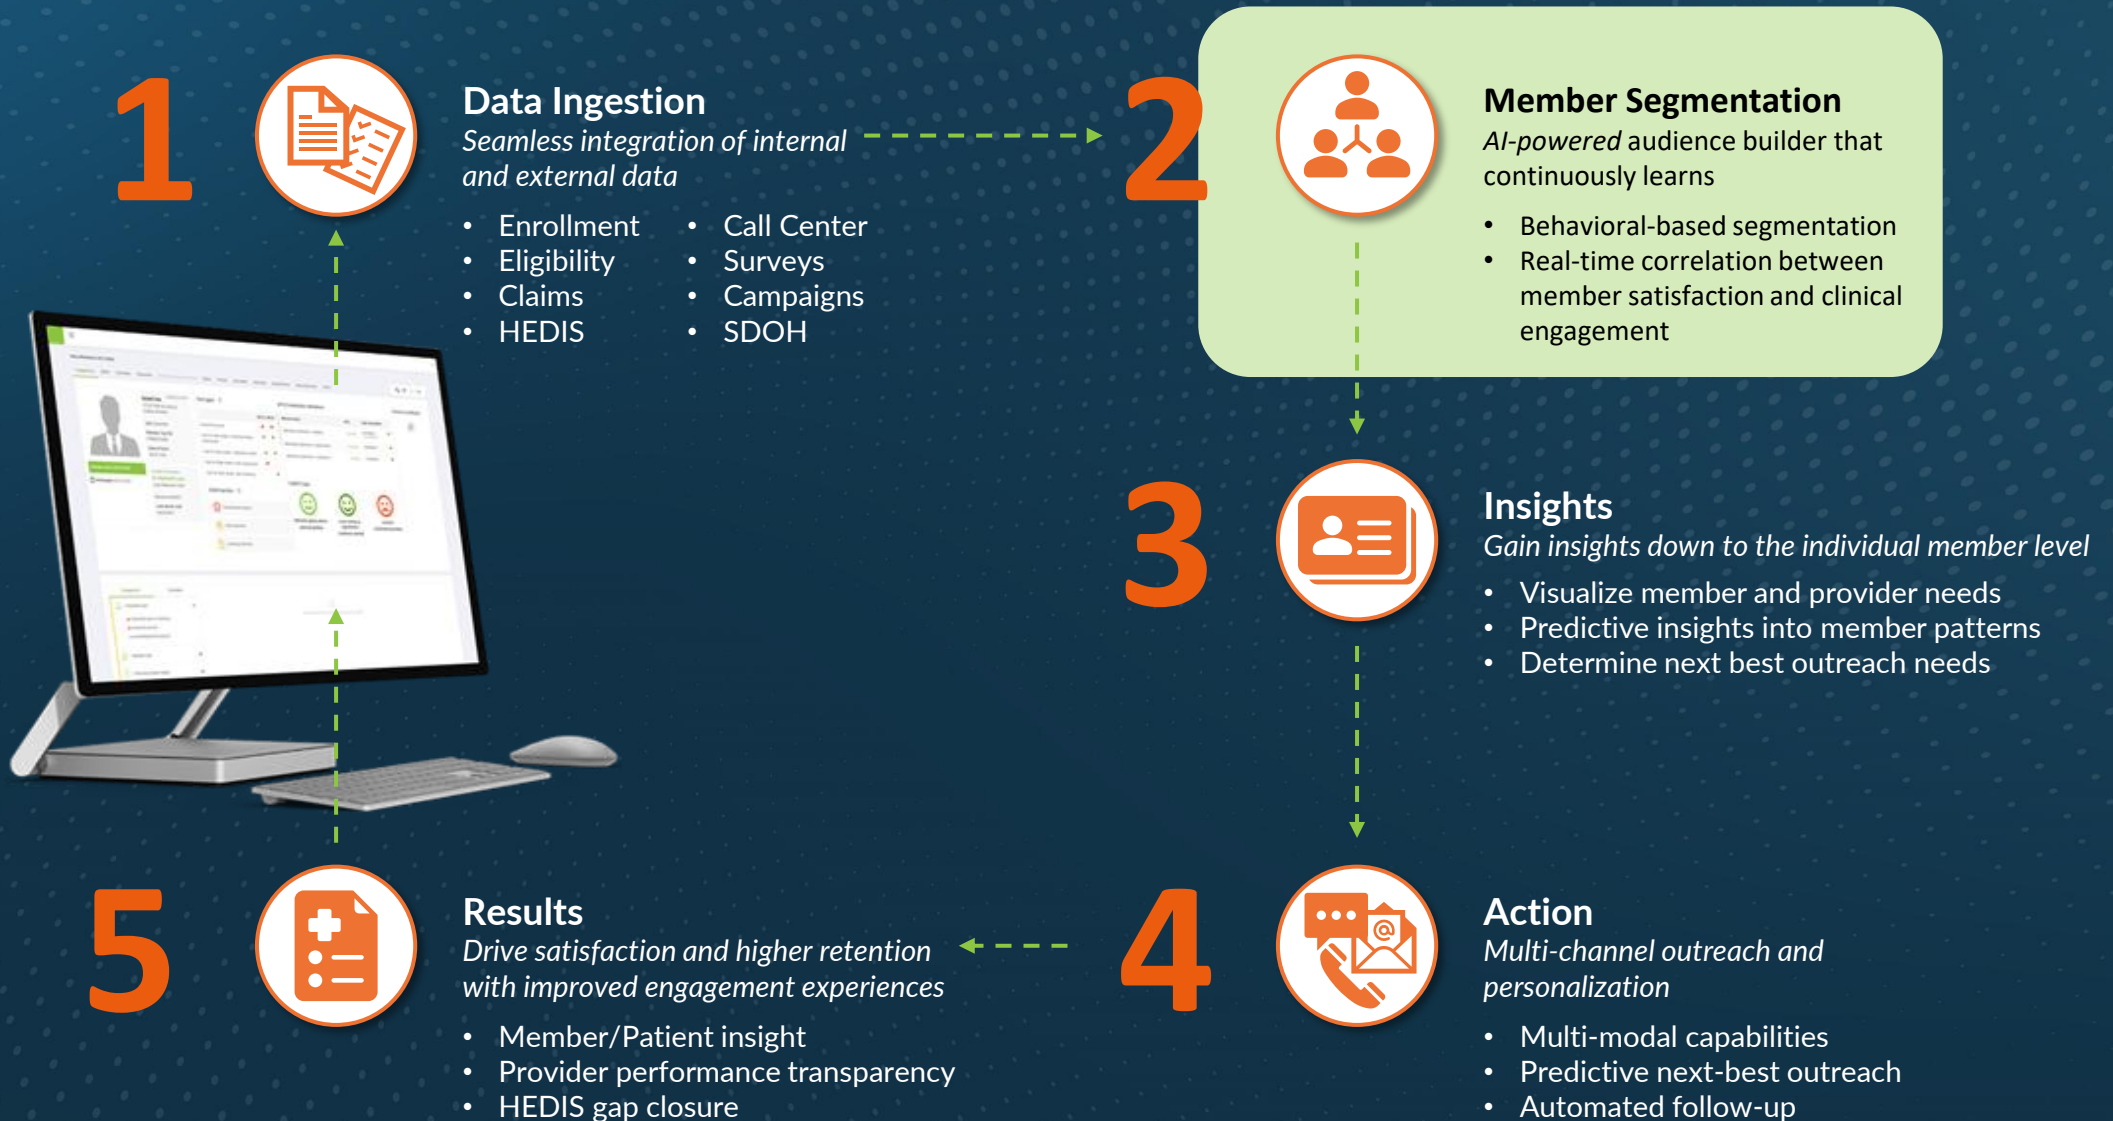 1
Data Ingestion
Seamless integration of internal
and external data
• Enrollment
• Eligibility
• Claims
• HEDIS
• Call Center
• Surveys
• Campaigns
• SDOH
2
Member Segmentation
AI-powered audience builder that
continuously learns
• Behavioral-based segmentation
• Real-time correlation between
member satisfaction and clinical
engagement
3
Insights
Gain insights down to the individual member level
• Visualize member and provider needs
• Predictive insights into member patterns
• Determine next best outreach needs
4
Action
Multi-channel outreach and
personalization
• Multi-modal capabilities
• Predictive next-best outreach
• Automated follow-up
5
Results
Drive satisfaction and higher retention
with improved engagement experiences
• Member/Patient insight
• Provider performance transparency
• HEDIS gap closure